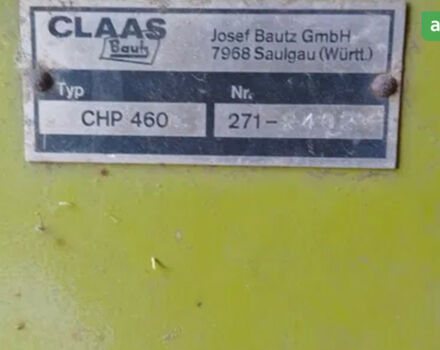 CLAAS
Bautz
Josef Bautz GmbH
7968 Saulgau (Württ.)
Typ
Nr.
CHP 460
271-
a